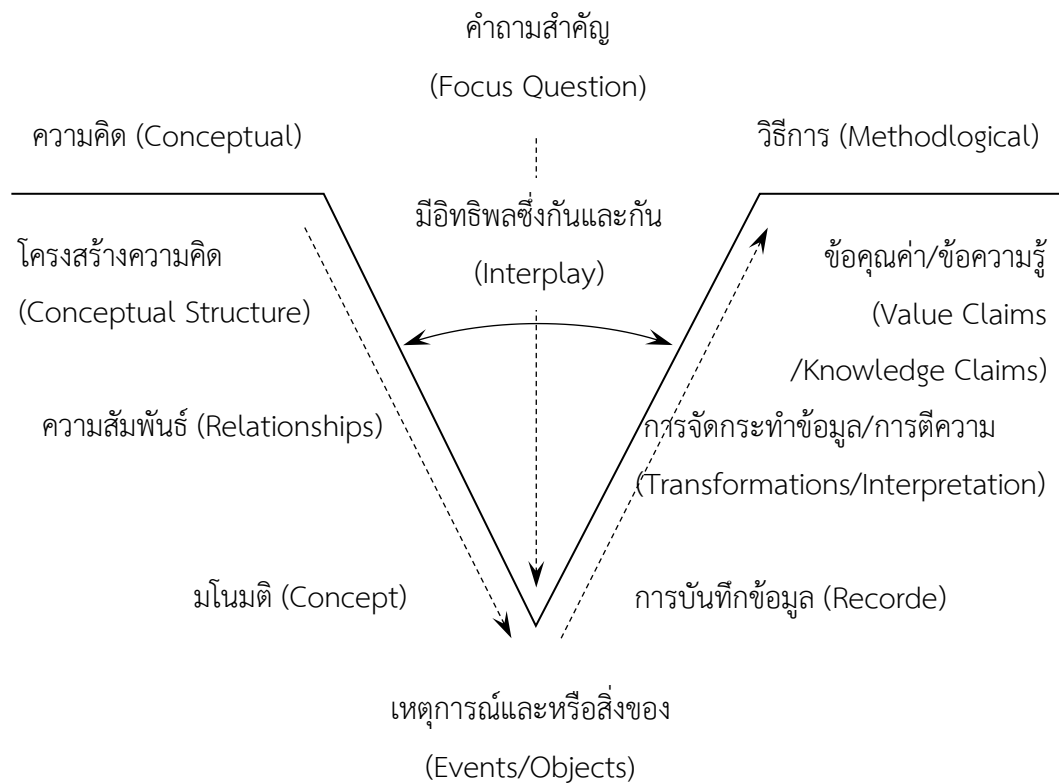 คำถามสำคัญ
(Focus Question)
ความคิด (Conceptual)
วิธีการ (Methodlogical)
มีอิทธิพลซึ่งกันและกัน
(Interplay)
โครงสร้างความคิด
(Conceptual Structure)
ข้อคุณค่า/ข้อความรู้
(Value Claims
/Knowledge Claims)
ความสัมพันธ์ (Relationships)
การจัดกระทำข้อมูล/การตีความ
(Transformations/Interpretation)
มโนมติ (Concept)
การบันทึกข้อมูล (Recorde)
เหตุการณ์และหรือสิ่งของ
(Events/Objects)